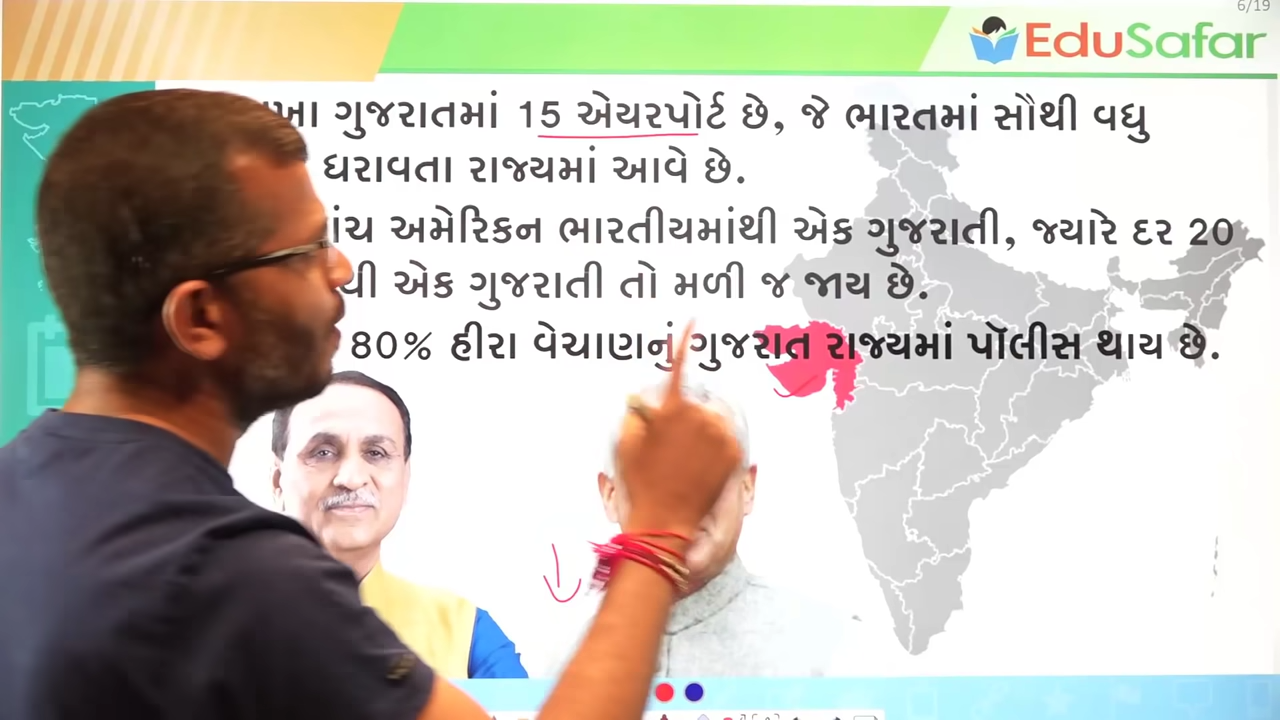 6/19
EduSafar
ગુજરાતમાં 15 એયરપોર્ટ છે, જે ભારતમાં સૌથી વધુ
ધરાવતા રાજ્યમાં આવે છે.
અમેરિકન ભારતીયમાંથી એક ગુજરાતી, જ્યારે દર 20
એક ગુજરાતી તો મળી જ જાય છે.
80% હીરા વેચાણનું ગુજરાત રાજ્યમાં પૉલીસ થાય છે.